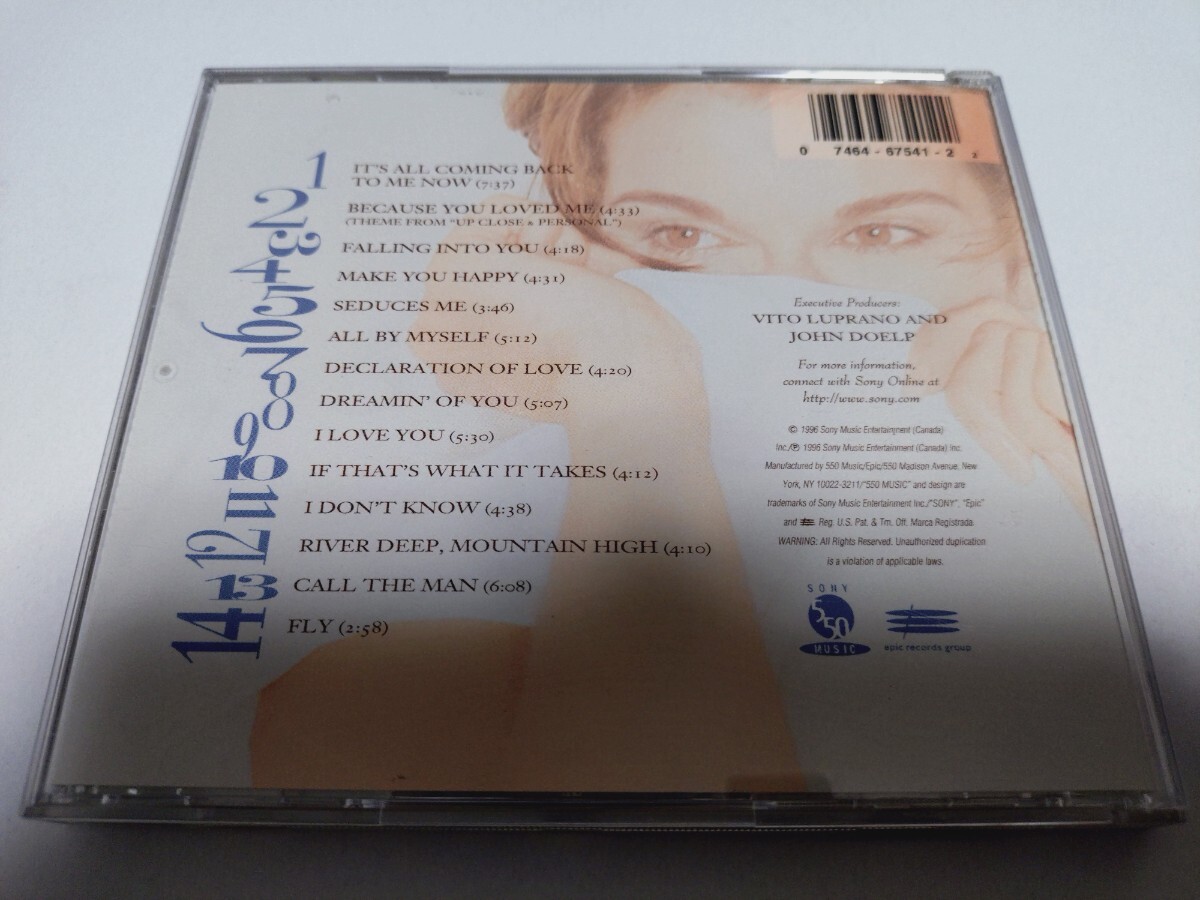 0 7464-67541-2 2
1 IT'S ALL COMING BACK
TO ME NOW (7:37)
2 BECAUSE YOU LOVED ME (4:33)
(THEME FROM "UP CLOSE & PERSONAL")
3 FALLING INTO YOU (4:18)
4 MAKE YOU HAPPY (4:31)
5 SEDUCES ME (3:46)
6 ALL BY MYSELF (5:12)
7 DECLARATION OF LOVE (4:20)
8 DREAMIN' OF YOU (5:07)
9 I LOVE YOU (5:30)
10 IF THAT'S WHAT IT TAKES (4:12)
11 I DON'T KNOW (4:38)
12 RIVER DEEP, MOUNTAIN HIGH (4:10)
13 CALL THE MAN (6:08)
14 FLY (2:58)
Executive Producers:
VITO LUPRANO AND
JOHN DOELP
For more information,
connect with Sony Online at
http://www.sony.com
© 1996 Sony Music Entertainment (Canada)
Inc./℗ 1996 Sony Music Entertainment (Canada) Inc.
Manufactured by 550 Music/Epic/550 Madison Avenue, New
York, NY 10022-3211/"550 MUSIC" and design are
trademarks of Sony Music Entertainment Inc./"SONY", "Epic"
and Reg. U.S. Pat. & Tm. Off. Marca Registrada.
WARNING: All Rights Reserved. Unauthorized duplication
is a violation of applicable laws.
SONY
550
MUSIC
epic records group